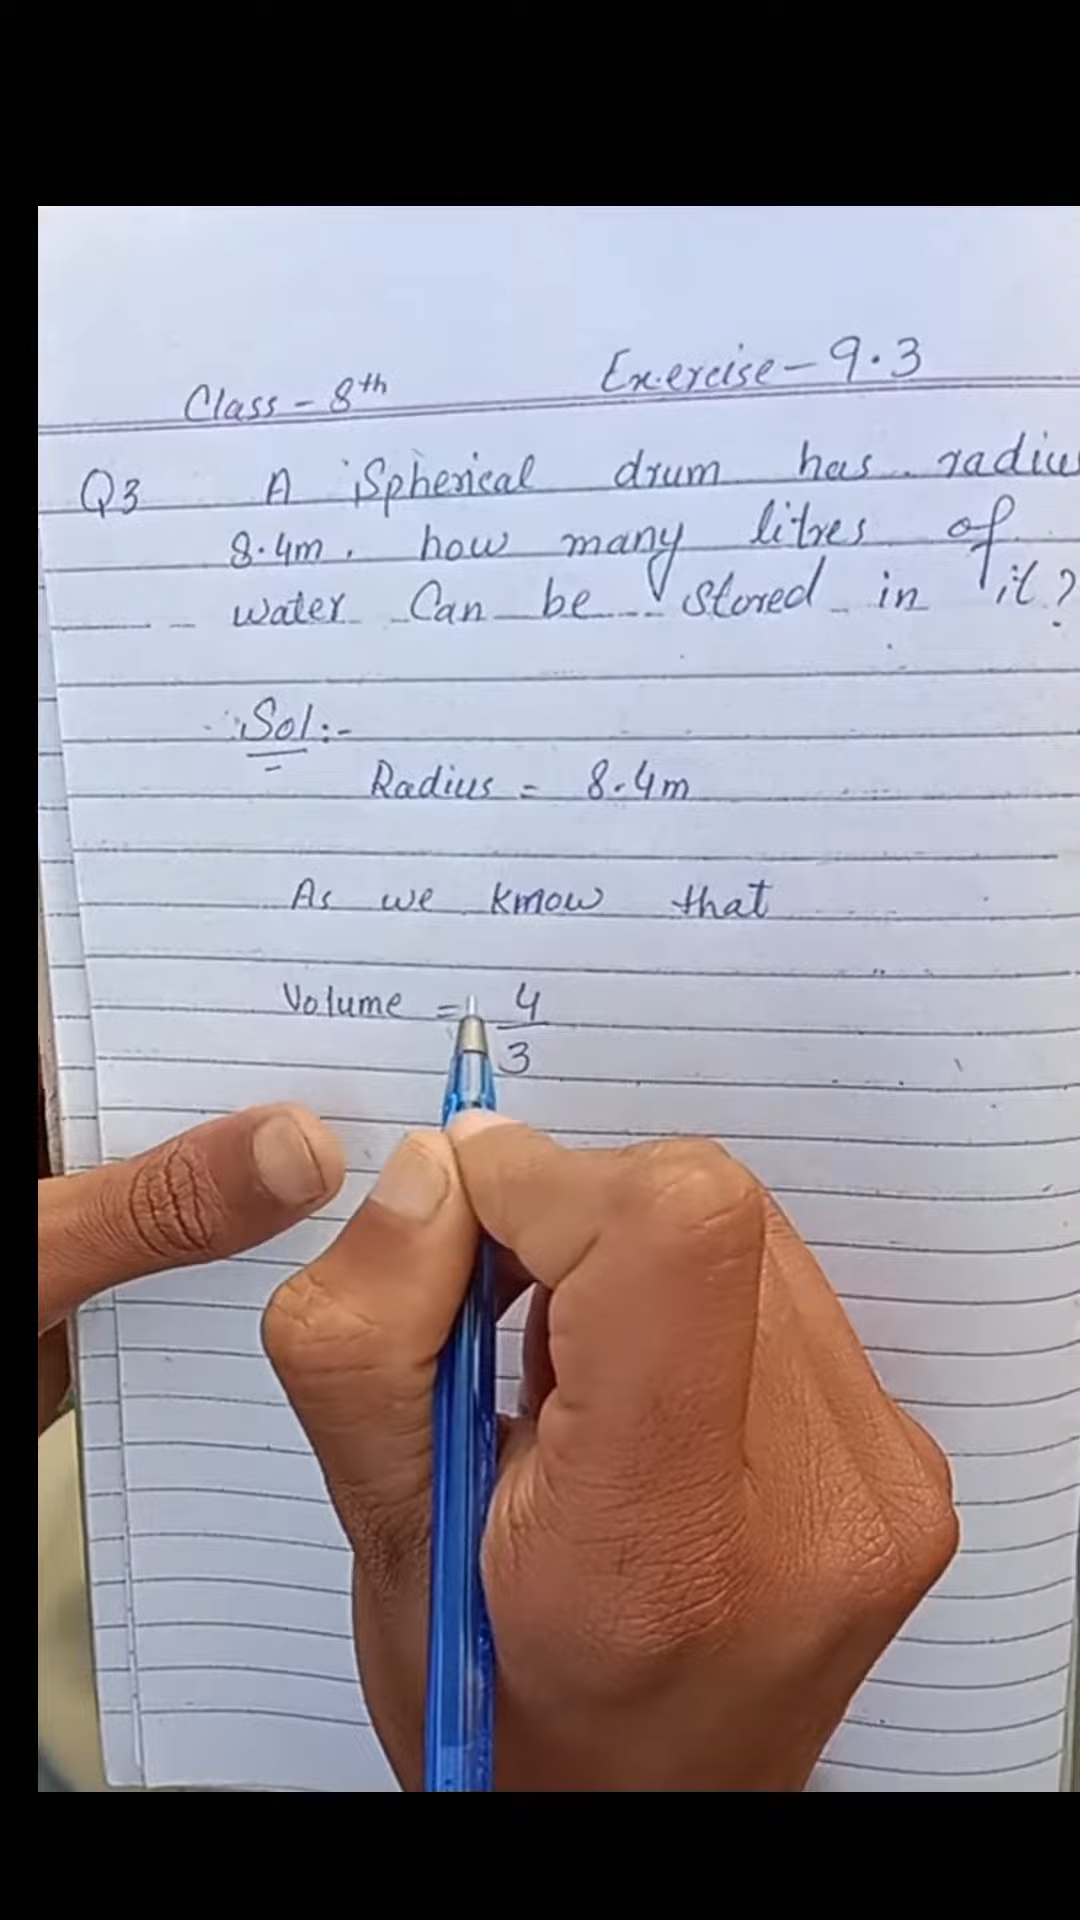 Class - 8th Exercise - 9.3
Q3 A Spherical drum has radius
8.4m. how many litres of
water Can be stored in it?
Sol:-
Radius = 8.4m
As we know that
Volume = 4
3